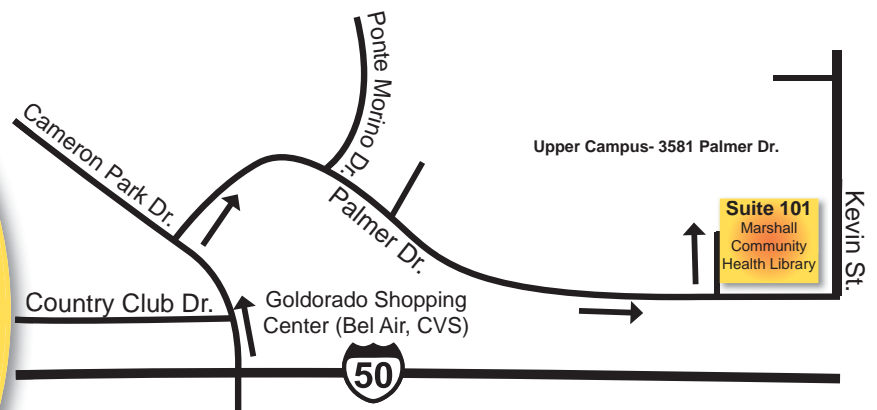 Ponte Morino Dr.
Cameron Park Dr.
Upper Campus- 3581 Palmer Dr.
Palmer Dr.
Suite 101
Marshall
Community
Health Library
Kevin St.
Country Club Dr.
Goldorado Shopping
Center (Bel Air, CVS)
50